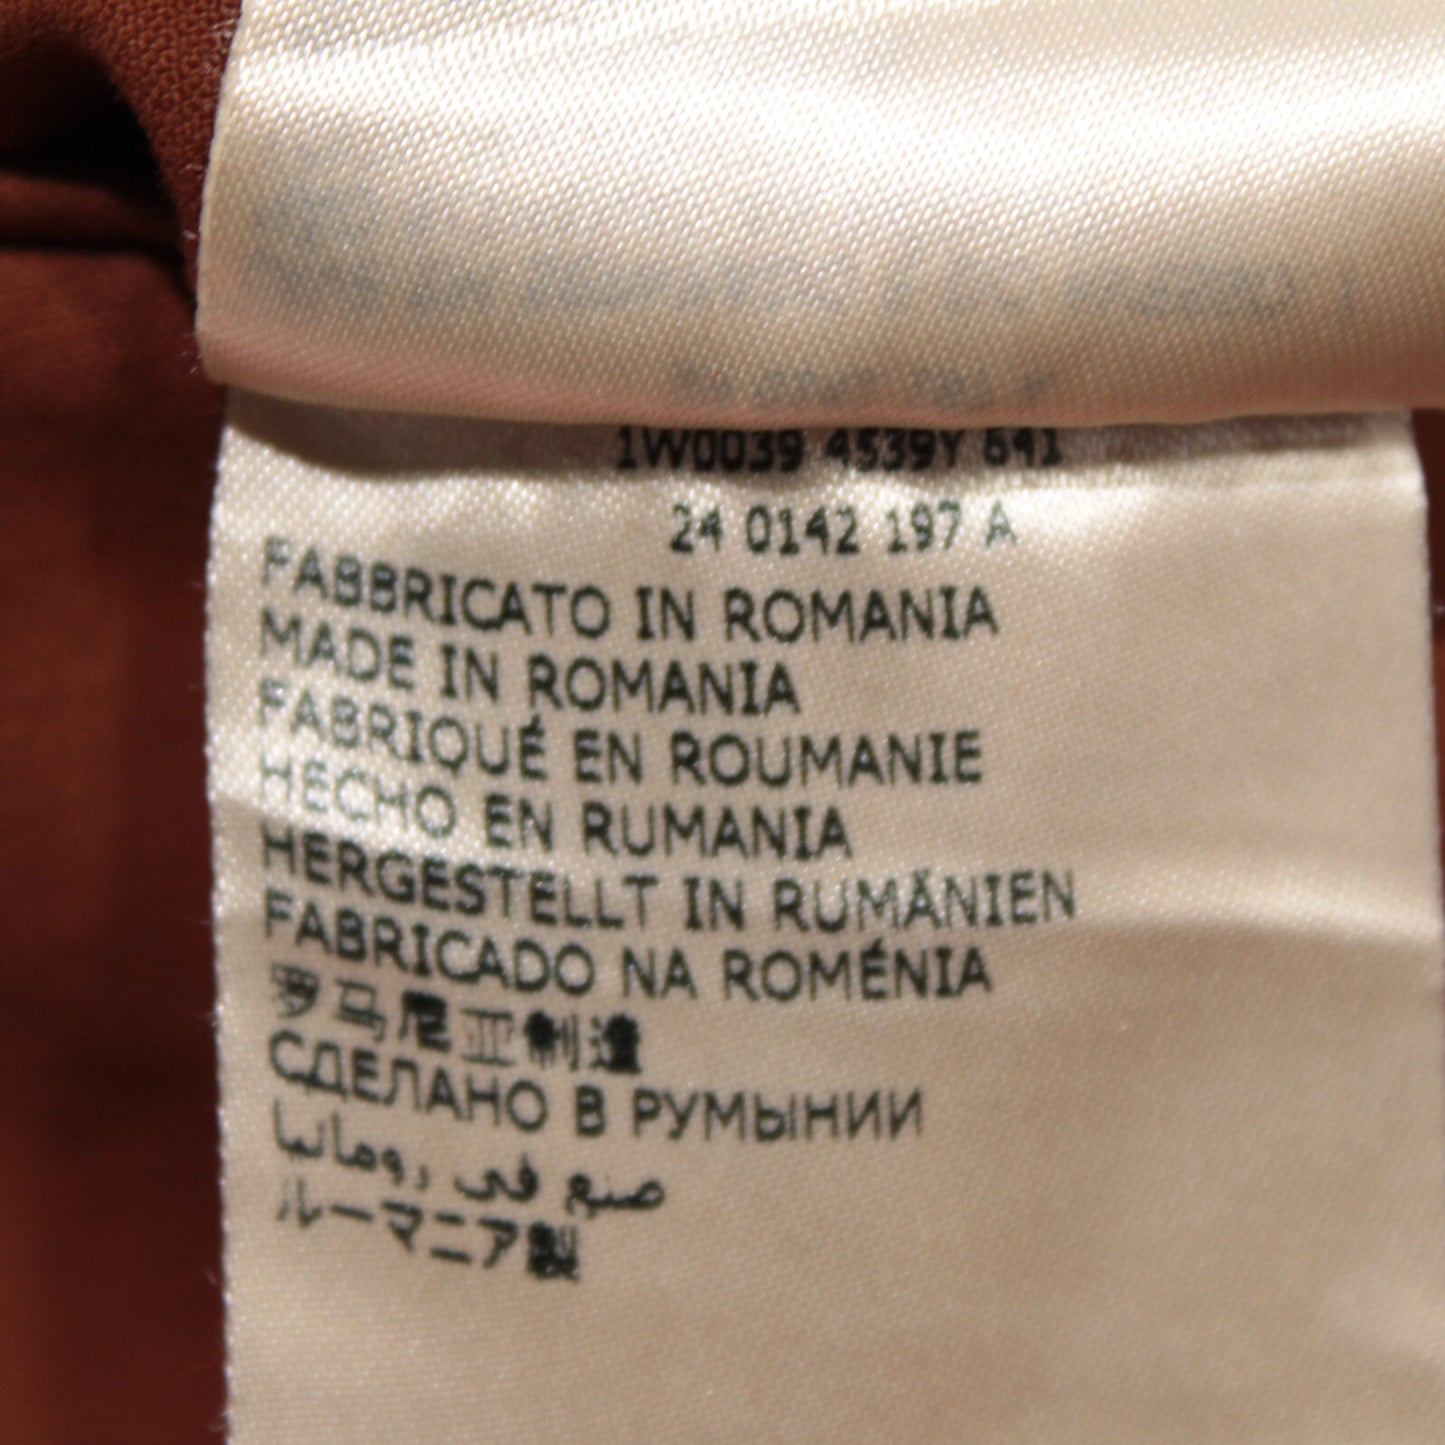 1W0039 4539Y 641
24 0142 197 A
FABBRICATO IN ROMANIA
MADE IN ROMANIA
FABRIQUÉ EN ROUMANIE
HECHO EN RUMANIA
HERGESTELLT IN RUMÄNIEN
FABRICADO NA ROMÉNIA
罗马尼亚制造
СДЕЛАНО В РУМЫНИИ
صنع في رومانيا
ルーマニア製